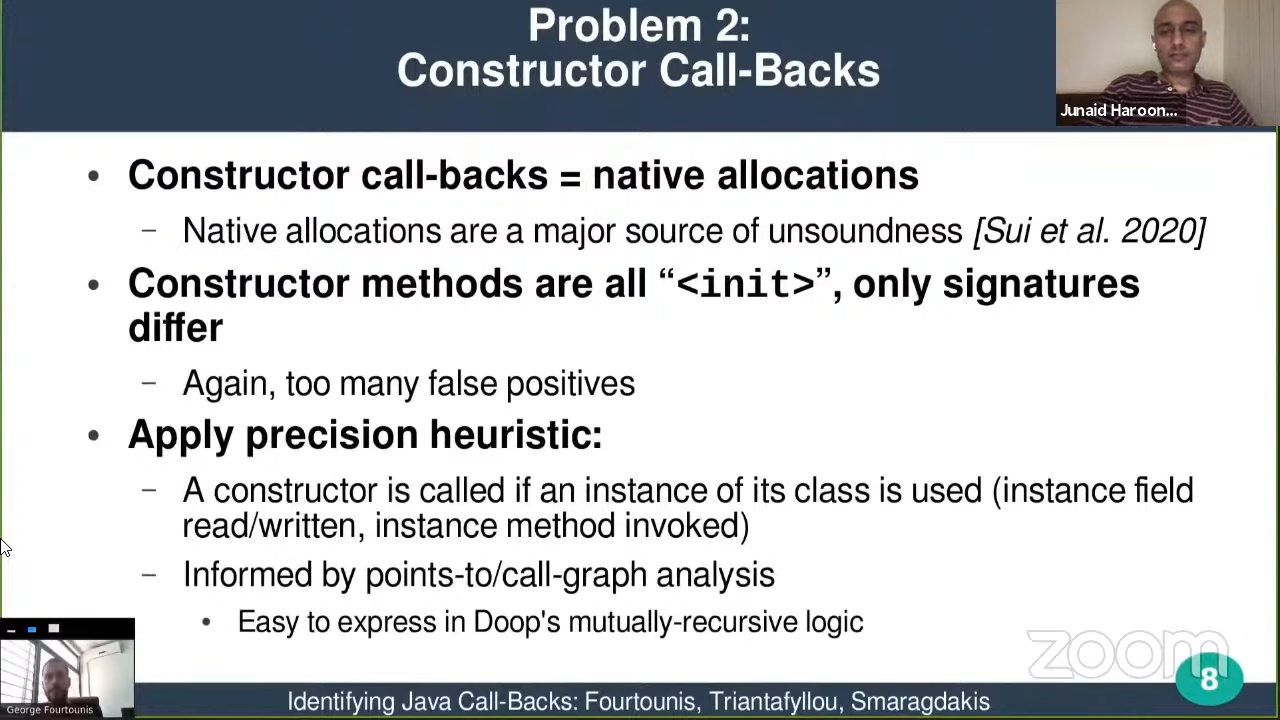 Problem 2:
Constructor Call-Backs
Junaid Haroon...
• Constructor call-backs = native allocations
– Native allocations are a major source of unsoundness [Sui et al. 2020]
• Constructor methods are all “<init>”, only signatures
differ
– Again, too many false positives
• Apply precision heuristic:
– A constructor is called if an instance of its class is used (instance field
read/written, instance method invoked)
– Informed by points-to/call-graph analysis
• Easy to express in Doop's mutually-recursive logic
zoom
George Fourtounis
Identifying Java Call-Backs: Fourtounis, Triantafyllou, Smaragdakis
8